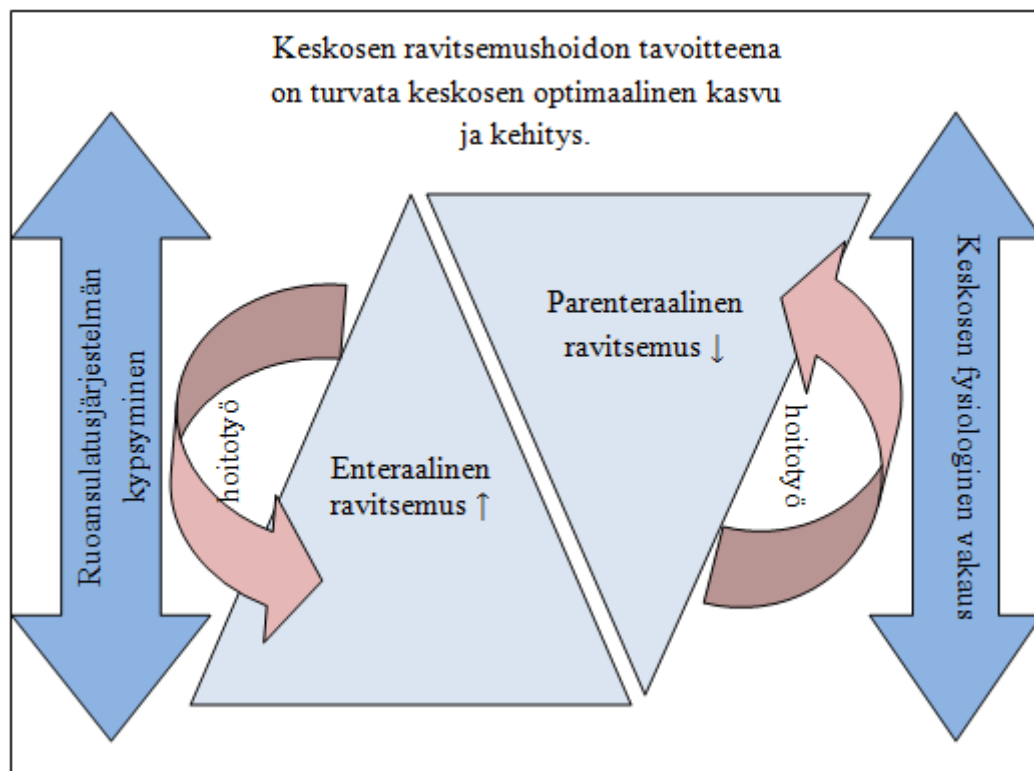 Keskosen ravitsemushoidon tavoitteena
on turvata keskosen optimaalinen kasvu
ja kehitys.
Ruoansulatusjärjestelmän
kypsyminen
hoitotyö
Enteraalinen
ravitsemus ↑
Parenteraalinen
ravitsemus ↓
hoitotyö
Keskosen fysiologinen vakaus